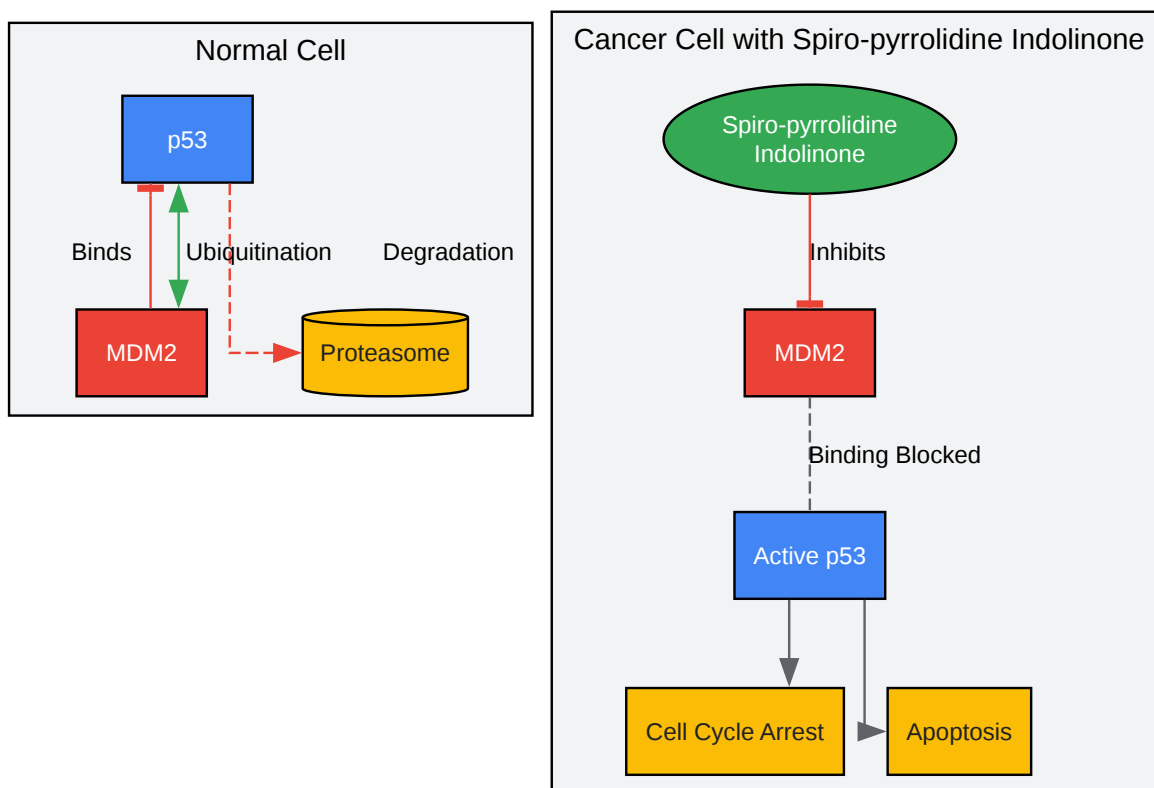 Normal Cell
p53
Binds
Ubiquitination
Degradation
MDM2
Proteasome
Cancer Cell with Spiro-pyrrolidine Indolinone
Spiro-pyrrolidine
Indolinone
Inhibits
MDM2
Binding Blocked
Active p53
Cell Cycle Arrest
Apoptosis